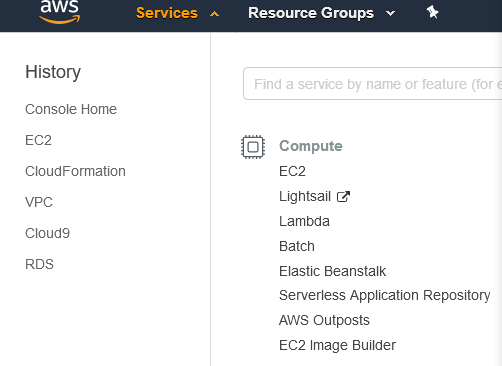 aws
Services
Resource Groups
History
Console Home
EC2
CloudFormation
VPC
Cloud9
RDS
Find a service by name or feature (for e
Compute
EC2
Lightsail
Lambda
Batch
Elastic Beanstalk
Serverless Application Repository
AWS Outposts
EC2 Image Builder